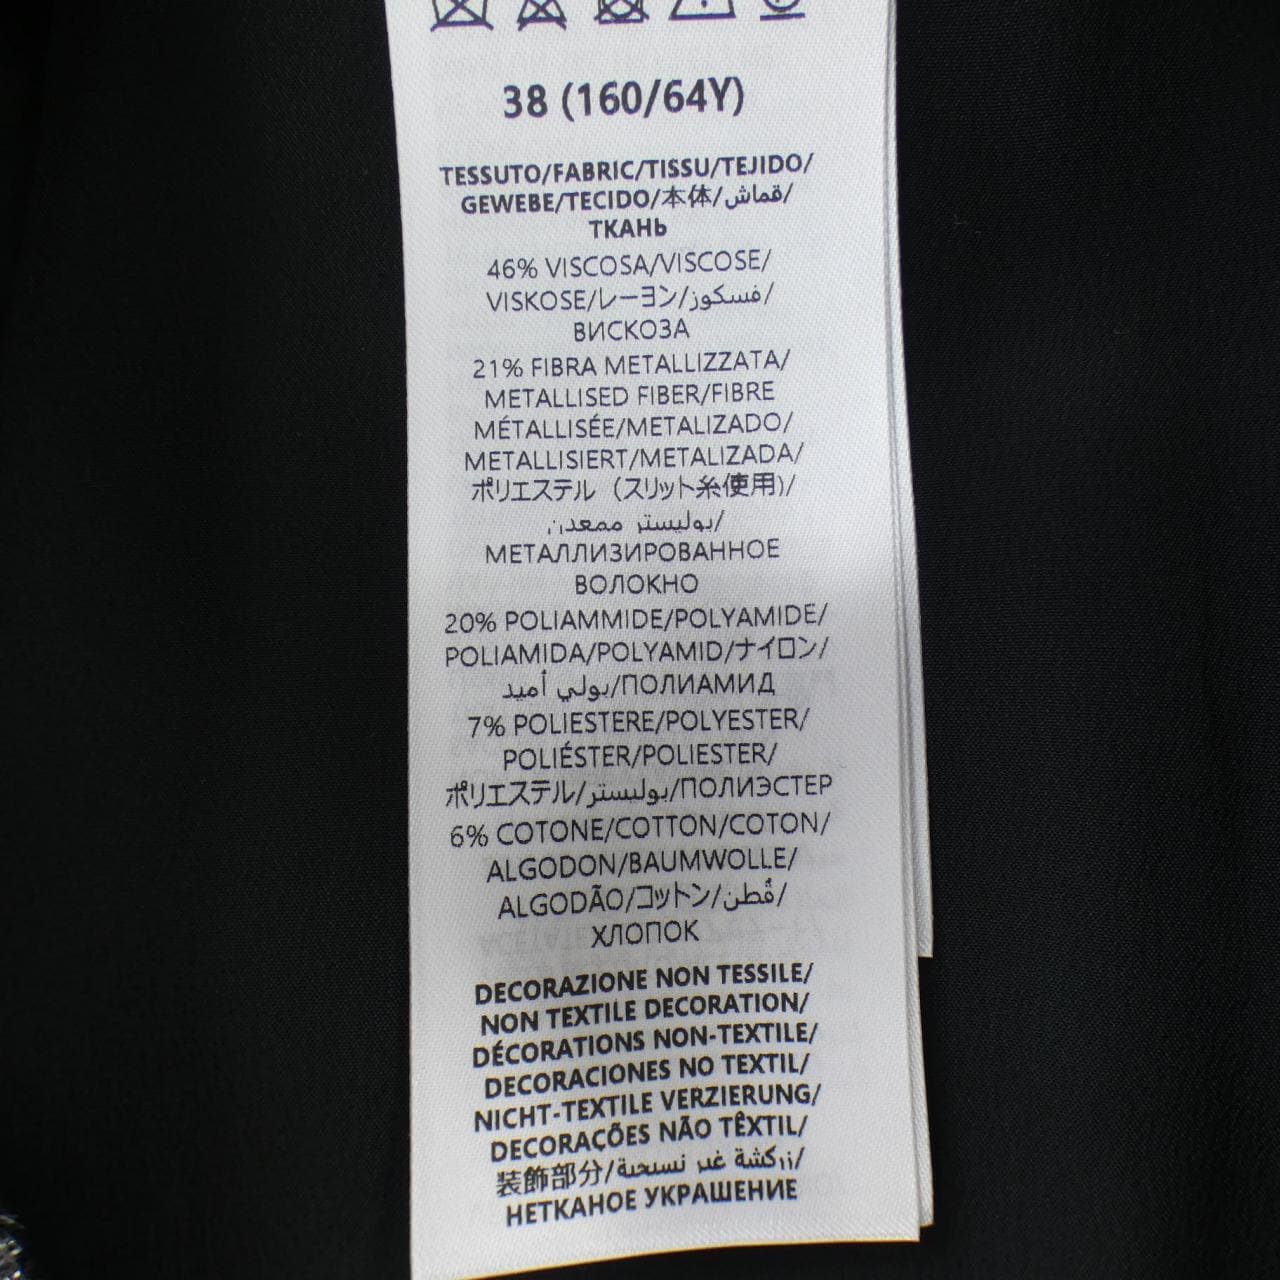 38 (160/64Y)
TESSUTO/FABRIC/TISSU/TEJIDO/
GEWEBE/TECIDO/本体/قماش/
ТКАНЬ
46% VISCOSA/VISCOSE/
VISKOSE/レーヨン/فسكوز/
ВИСКОЗА
21% FIBRA METALLIZZATA/
METALLISED FIBER/FIBRE
MÉTALLISÉE/METALIZADO/
METALLISIERT/METALIZADA/
ポリエステル (スリット糸使用)/
بوليستر/
МЕТАЛЛИЗИРОВАННОЕ
ВОЛОКНО
20% POLIAMMIDE/POLYAMIDE/
POLIAMIDA/POLYAMID/ナイロン/
بولي أميد/ПОЛИАМИД
7% POLIESTERE/POLYESTER/
POLIÉSTER/POLIESTER/
ポリエステル/بوليستر/ПОЛИЭСТЕР
6% COTONE/COTTON/COTON/
ALGODON/BAUMWOLLE/
ALGODÃO/コットン/قُطن/
ХЛОПОК
DECORAZIONE NON TESSILE/
NON TEXTILE DECORATION/
DÉCORATIONS NON-TEXTILE/
DECORACIONES NO TEXTIL/
NICHT-TEXTILE VERZIERUNG/
DECORAÇÕES NÃO TÊXTIL/
装飾部分/زركشة غير نسيجية/
НЕТКАНОЕ УКРАШЕНИЕ